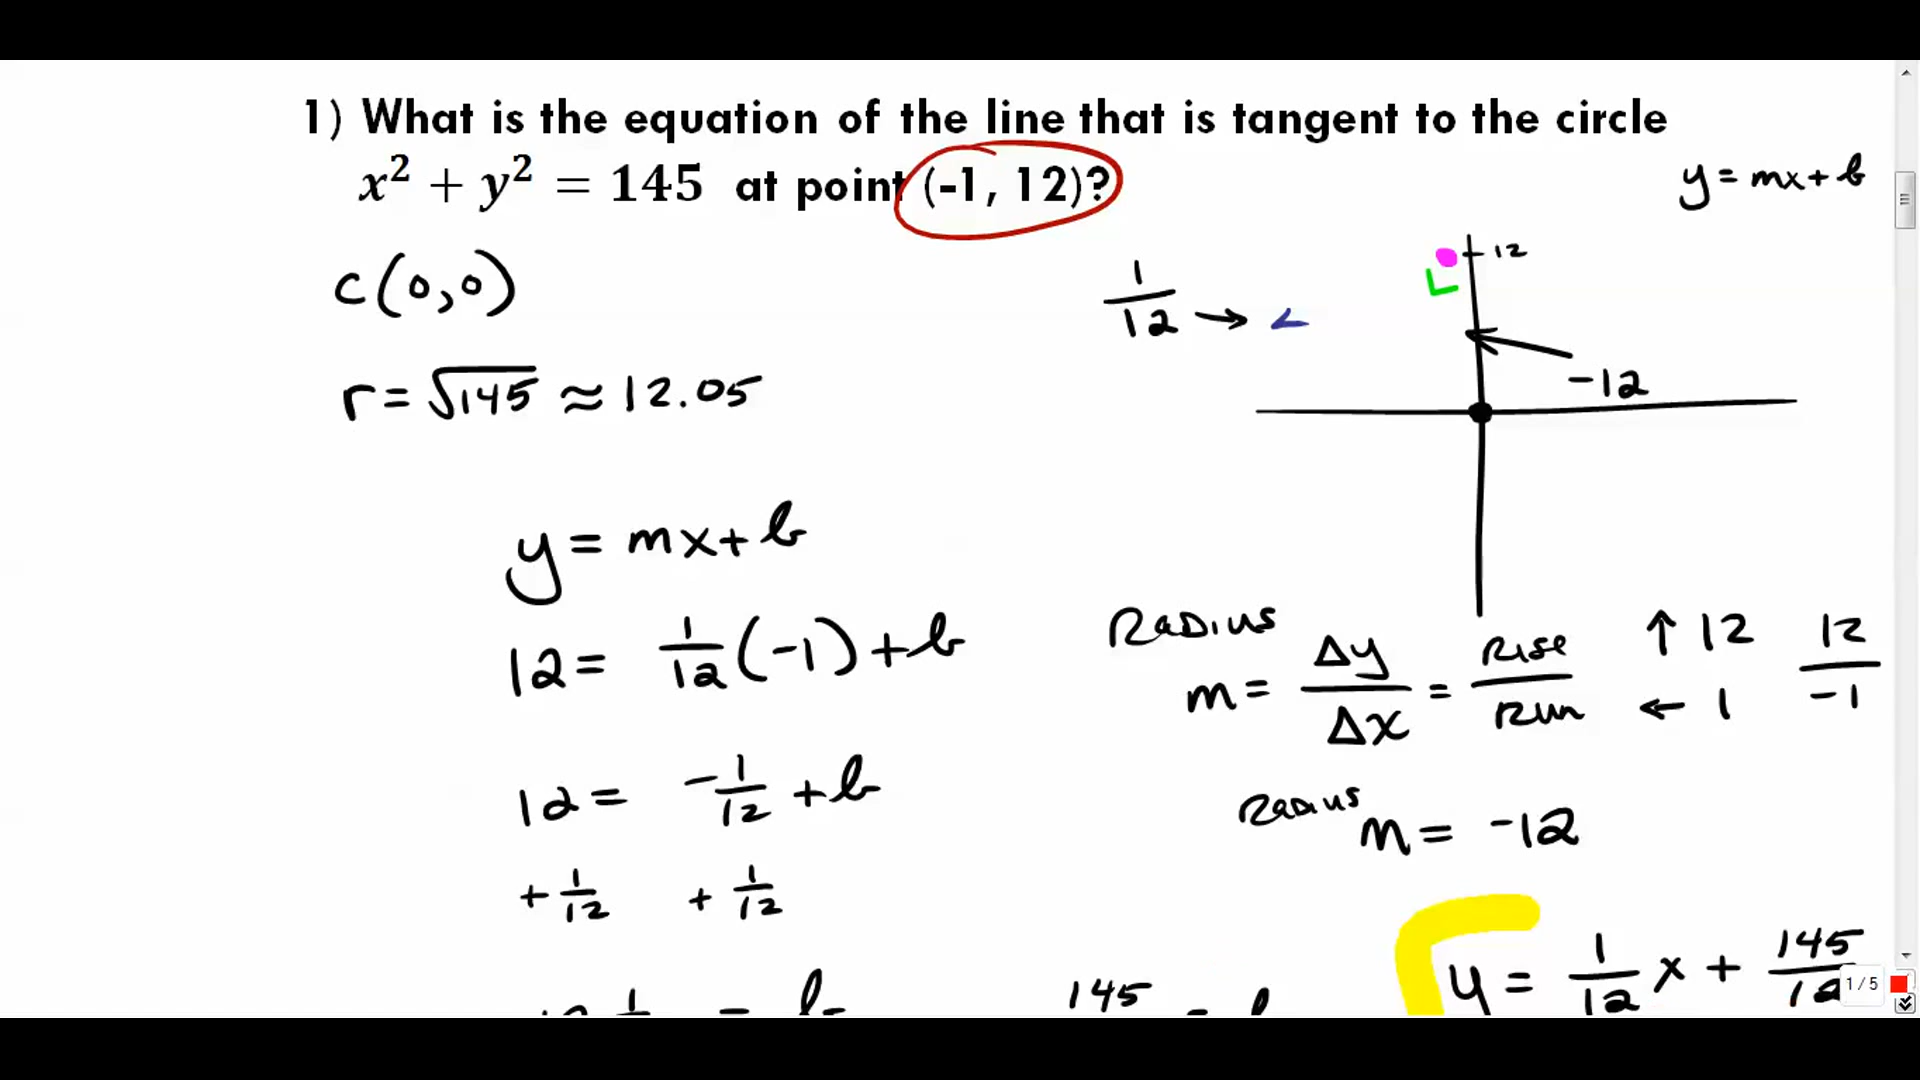 1) What is the equation of the line that is tangent to the circle
x² + y² = 145 at point (-1, 12)?
y = mx + b
C(0,0)
1/12 →
12
-12
r = √145 ≈ 12.05
y = mx + b
12 = 1/12 (-1) + b
12 = -1/12 + b
+ 1/12 + 1/12
Radius
m = Δy/Δx = Rise/Run ↑ 12 ← 1 12/-1
Radius m = -12
y = 1/12 x + 145/12
12 1 = b
145 = b
1/5